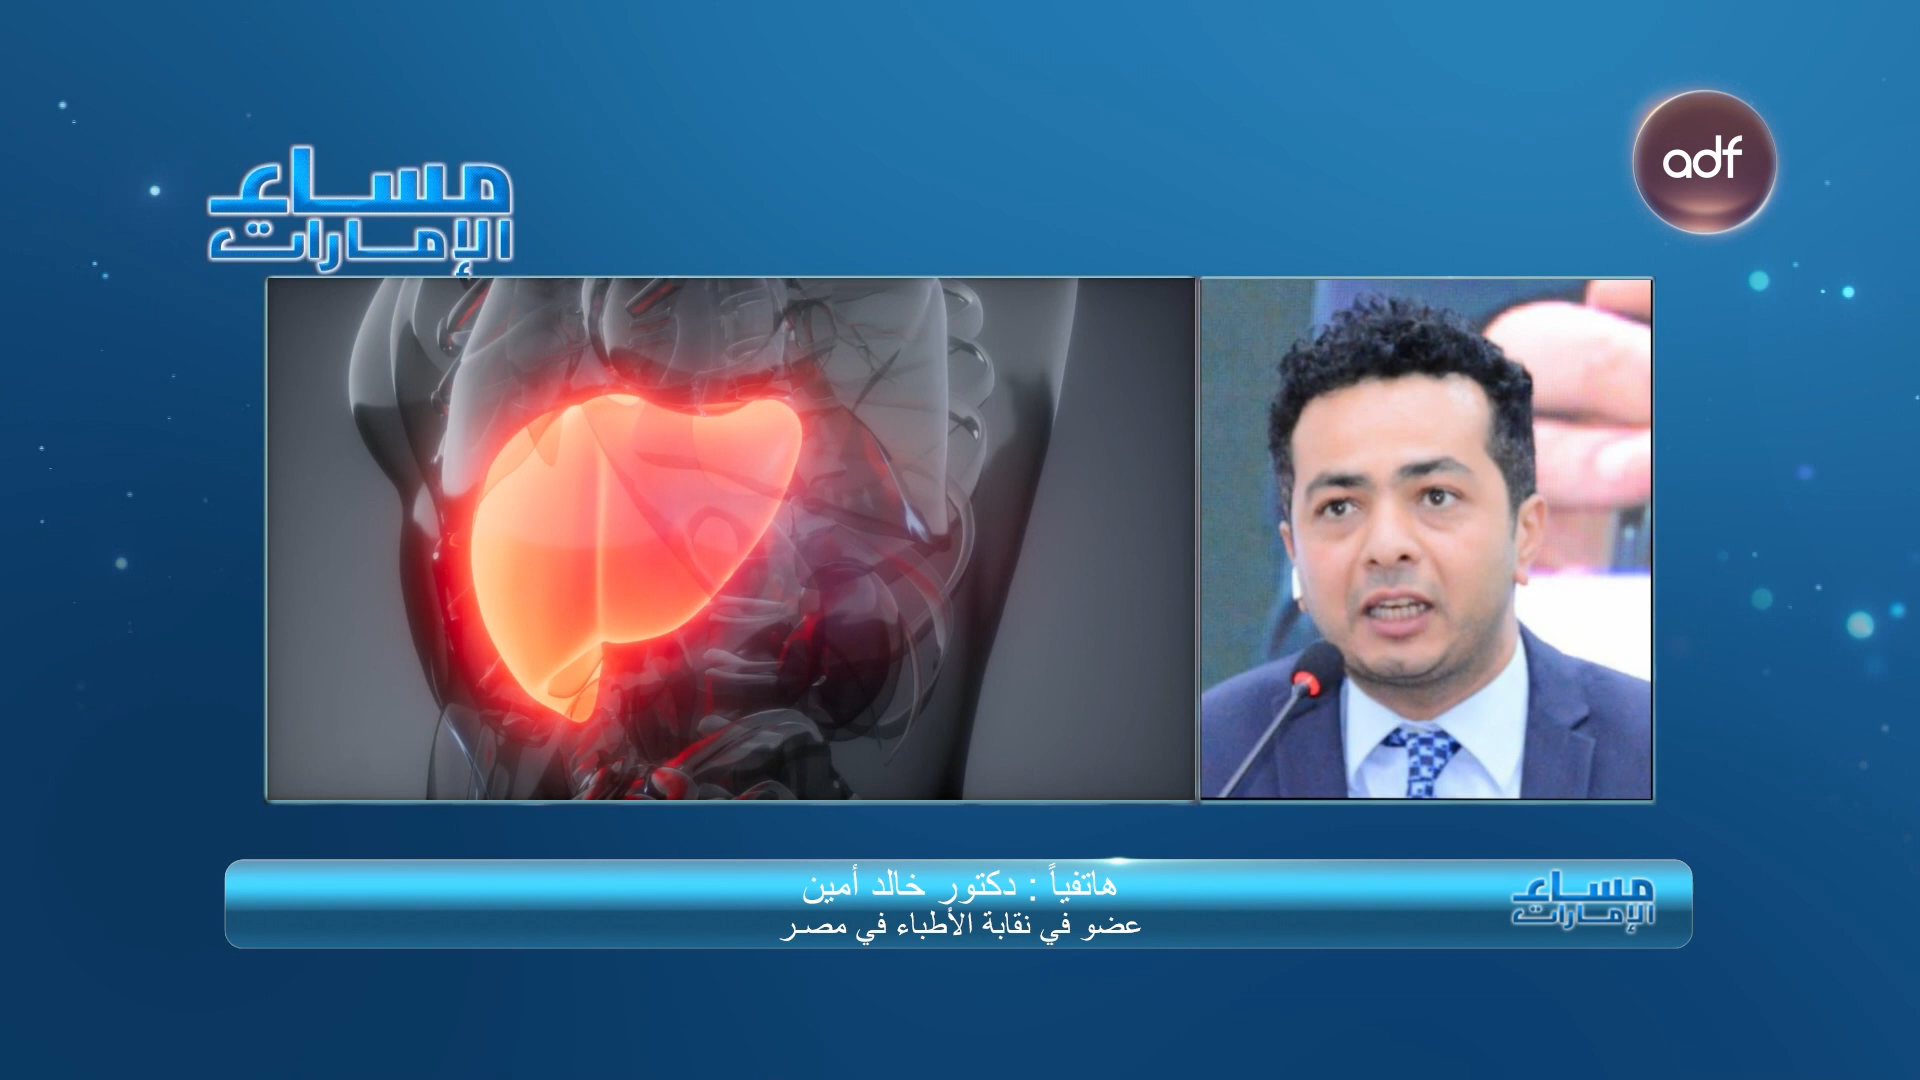 adf
مساء
الإمارات
هاتفياً : دكتور خالد أمين
عضو في نقابة الأطباء في مصر
مساء
الإمارات